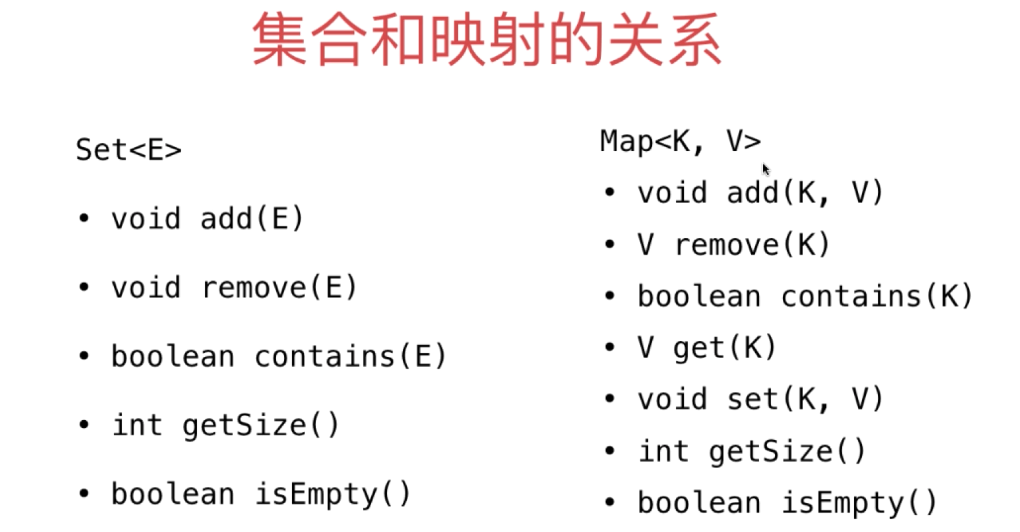 集合和映射的关系
Set<E>
• void add(E)
• void remove(E)
• boolean contains(E)
• int getSize()
• boolean isEmpty()
Map<K, V>
• void add(K, V)
• V remove(K)
• boolean contains(K)
• V get(K)
• void set(K, V)
• int getSize()
• boolean isEmpty()